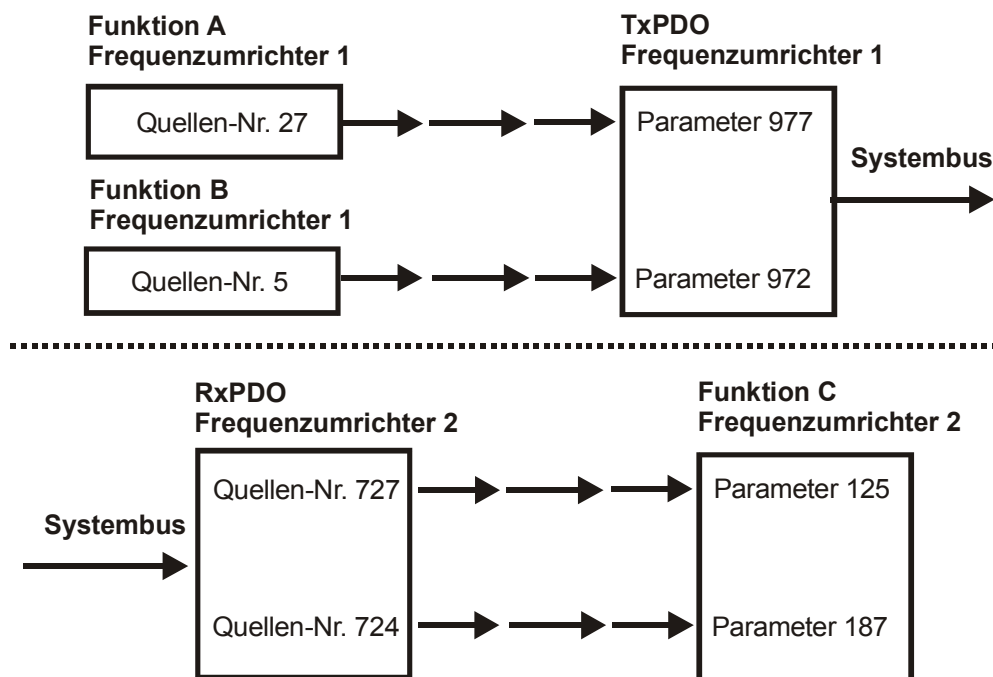 Funktion A
Frequenzumrichter 1
Quellen-Nr. 27
Funktion B
Frequenzumrichter 1
Quellen-Nr. 5
TxPDO
Frequenzumrichter 1
Parameter 977
Parameter 972
Systembus
RxPDO
Frequenzumrichter 2
Systembus
Quellen-Nr. 727
Quellen-Nr. 724
Funktion C
Frequenzumrichter 2
Parameter 125
Parameter 187